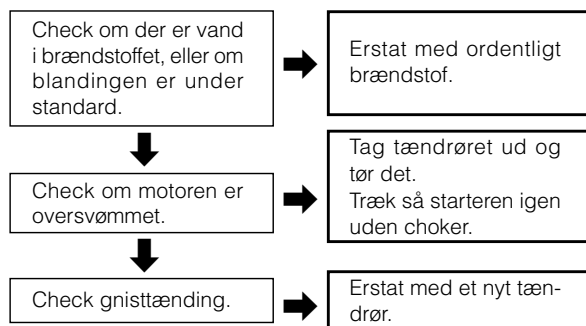 Check om der er vand
i brændstoffet, eller om
blandingen er under
standard.
Erstat med ordentligt
brændstof.
Check om motoren er
oversvømmet.
Tag tændrøret ud og
tør det.
Træk så starteren igen
uden choker.
Check gnisttænding.
Erstat med et nyt tæn-
drør.